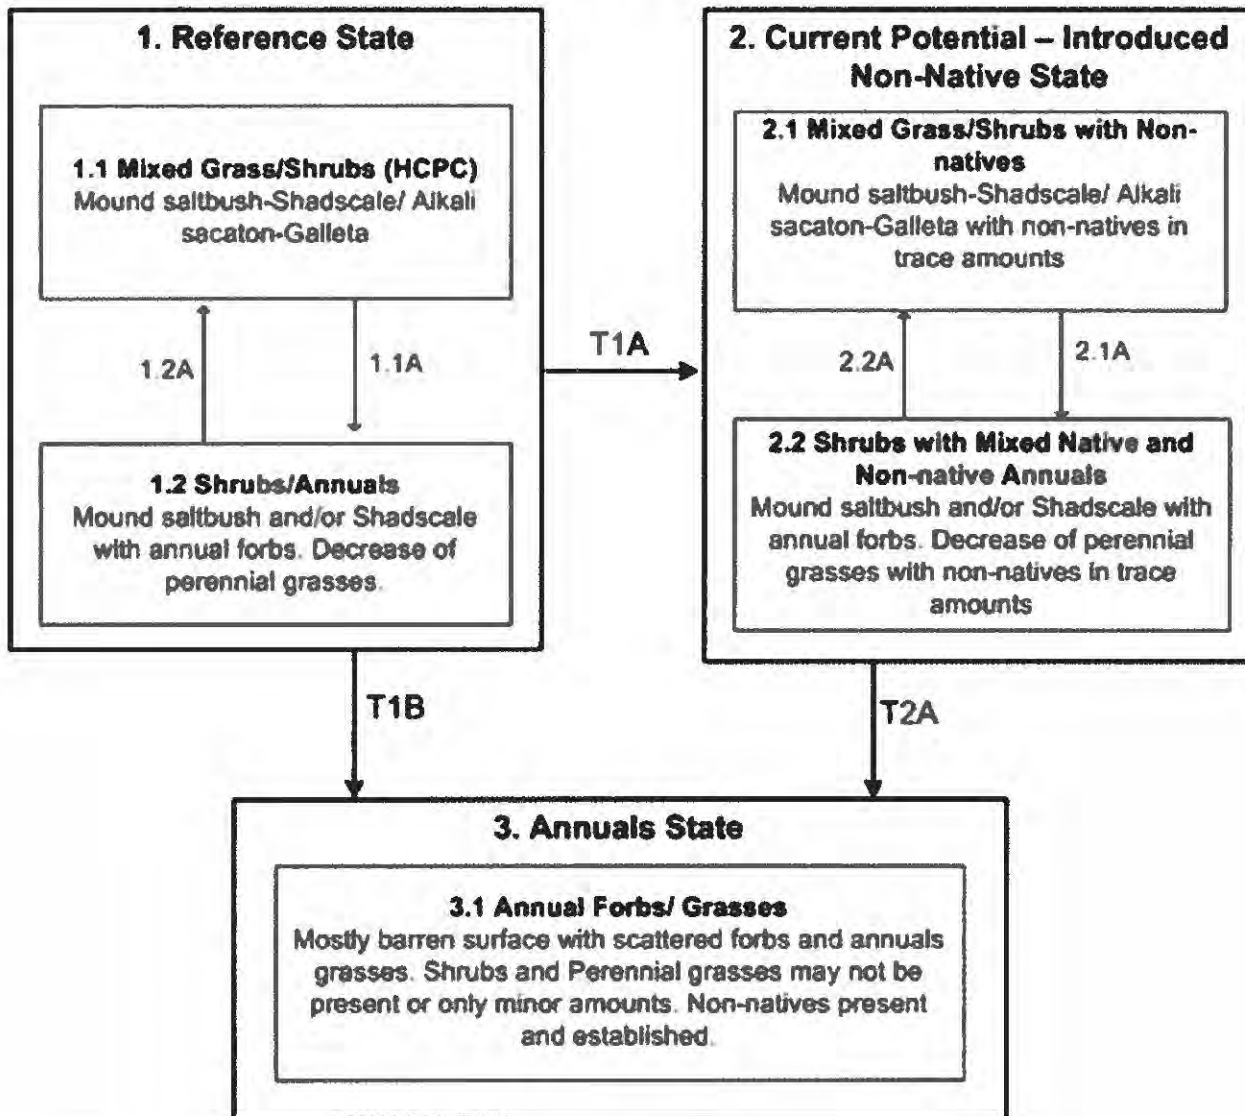 1. Reference State
1.1 Mixed Grass/Shrubs (HCPC)
Mound saltbush-Shadscale/ Alkali
sacaton-Galleta
1.2A
1.1A
1.2 Shrubs/Annuals
Mound saltbush and/or Shadscale
with annual forbs. Decrease of
perennial grasses.
T1A
2. Current Potential – Introduced
Non-Native State
2.1 Mixed Grass/Shrubs with Non-
natives
Mound saltbush-Shadscale/ Alkali
sacaton-Galleta with non-natives in
trace amounts
2.2A
2.1A
2.2 Shrubs with Mixed Native and
Non-native Annuals
Mound saltbush and/or Shadscale with
annual forbs. Decrease of perennial
grasses with non-natives in trace
amounts
T1B
T2A
3. Annuals State
3.1 Annual Forbs/ Grasses
Mostly barren surface with scattered forbs and annuals
grasses. Shrubs and Perennial grasses may not be
present or only minor amounts. Non-natives present
and established.